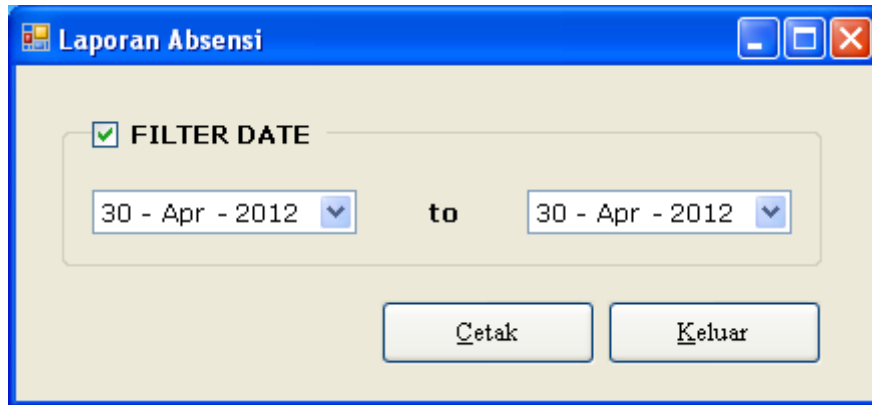 Laporan Absensi
FILTER DATE
30 - Apr - 2012 to 30 - Apr - 2012
Cetak Keluar